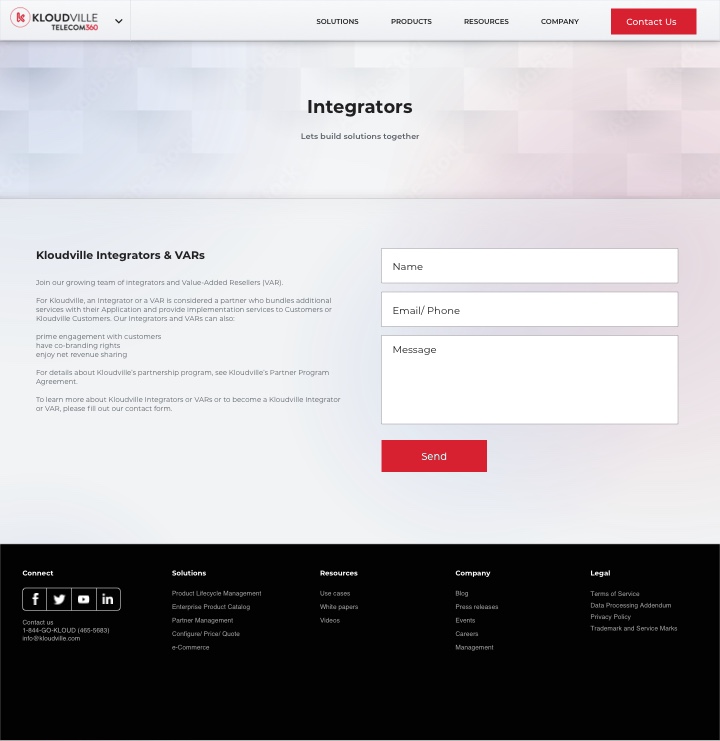 KLOUDVILLE
TELECOM360
SOLUTIONS
PRODUCTS
RESOURCES
COMPANY
Contact Us
Integrators
Lets build solutions together
Kloudville Integrators & VARs
Join our growing team of integrators and Value-Added Resellers (VAR).
For Kloudville, an Integrator or a VAR is considered a partner who bundles additional
services with their Application and provide implementation services to Customers or
Kloudville Customers. Our Integrators and VARs can also:
prime engagement with customers
have co-branding rights
enjoy net revenue sharing
For details about Kloudville's partnership program, see Kloudville's Partner Program
Agreement.
To learn more about Kloudville Integrators or VARs or to become a Kloudville Integrator
or VAR, please fill out our contact form.
Name
Email/ Phone
Message
Send
Connect
Contact us
1-844-GO-KLOUD (465-5683)
info@kloudville.com
Solutions
Product Lifecycle Management
Enterprise Product Catalog
Partner Management
Configure/ Price/ Quote
e-Commerce
Resources
Use cases
White papers
Videos
Company
Blog
Press releases
Events
Careers
Management
Legal
Terms of Service
Data Processing Addendum
Privacy Policy
Trademark and Service Marks